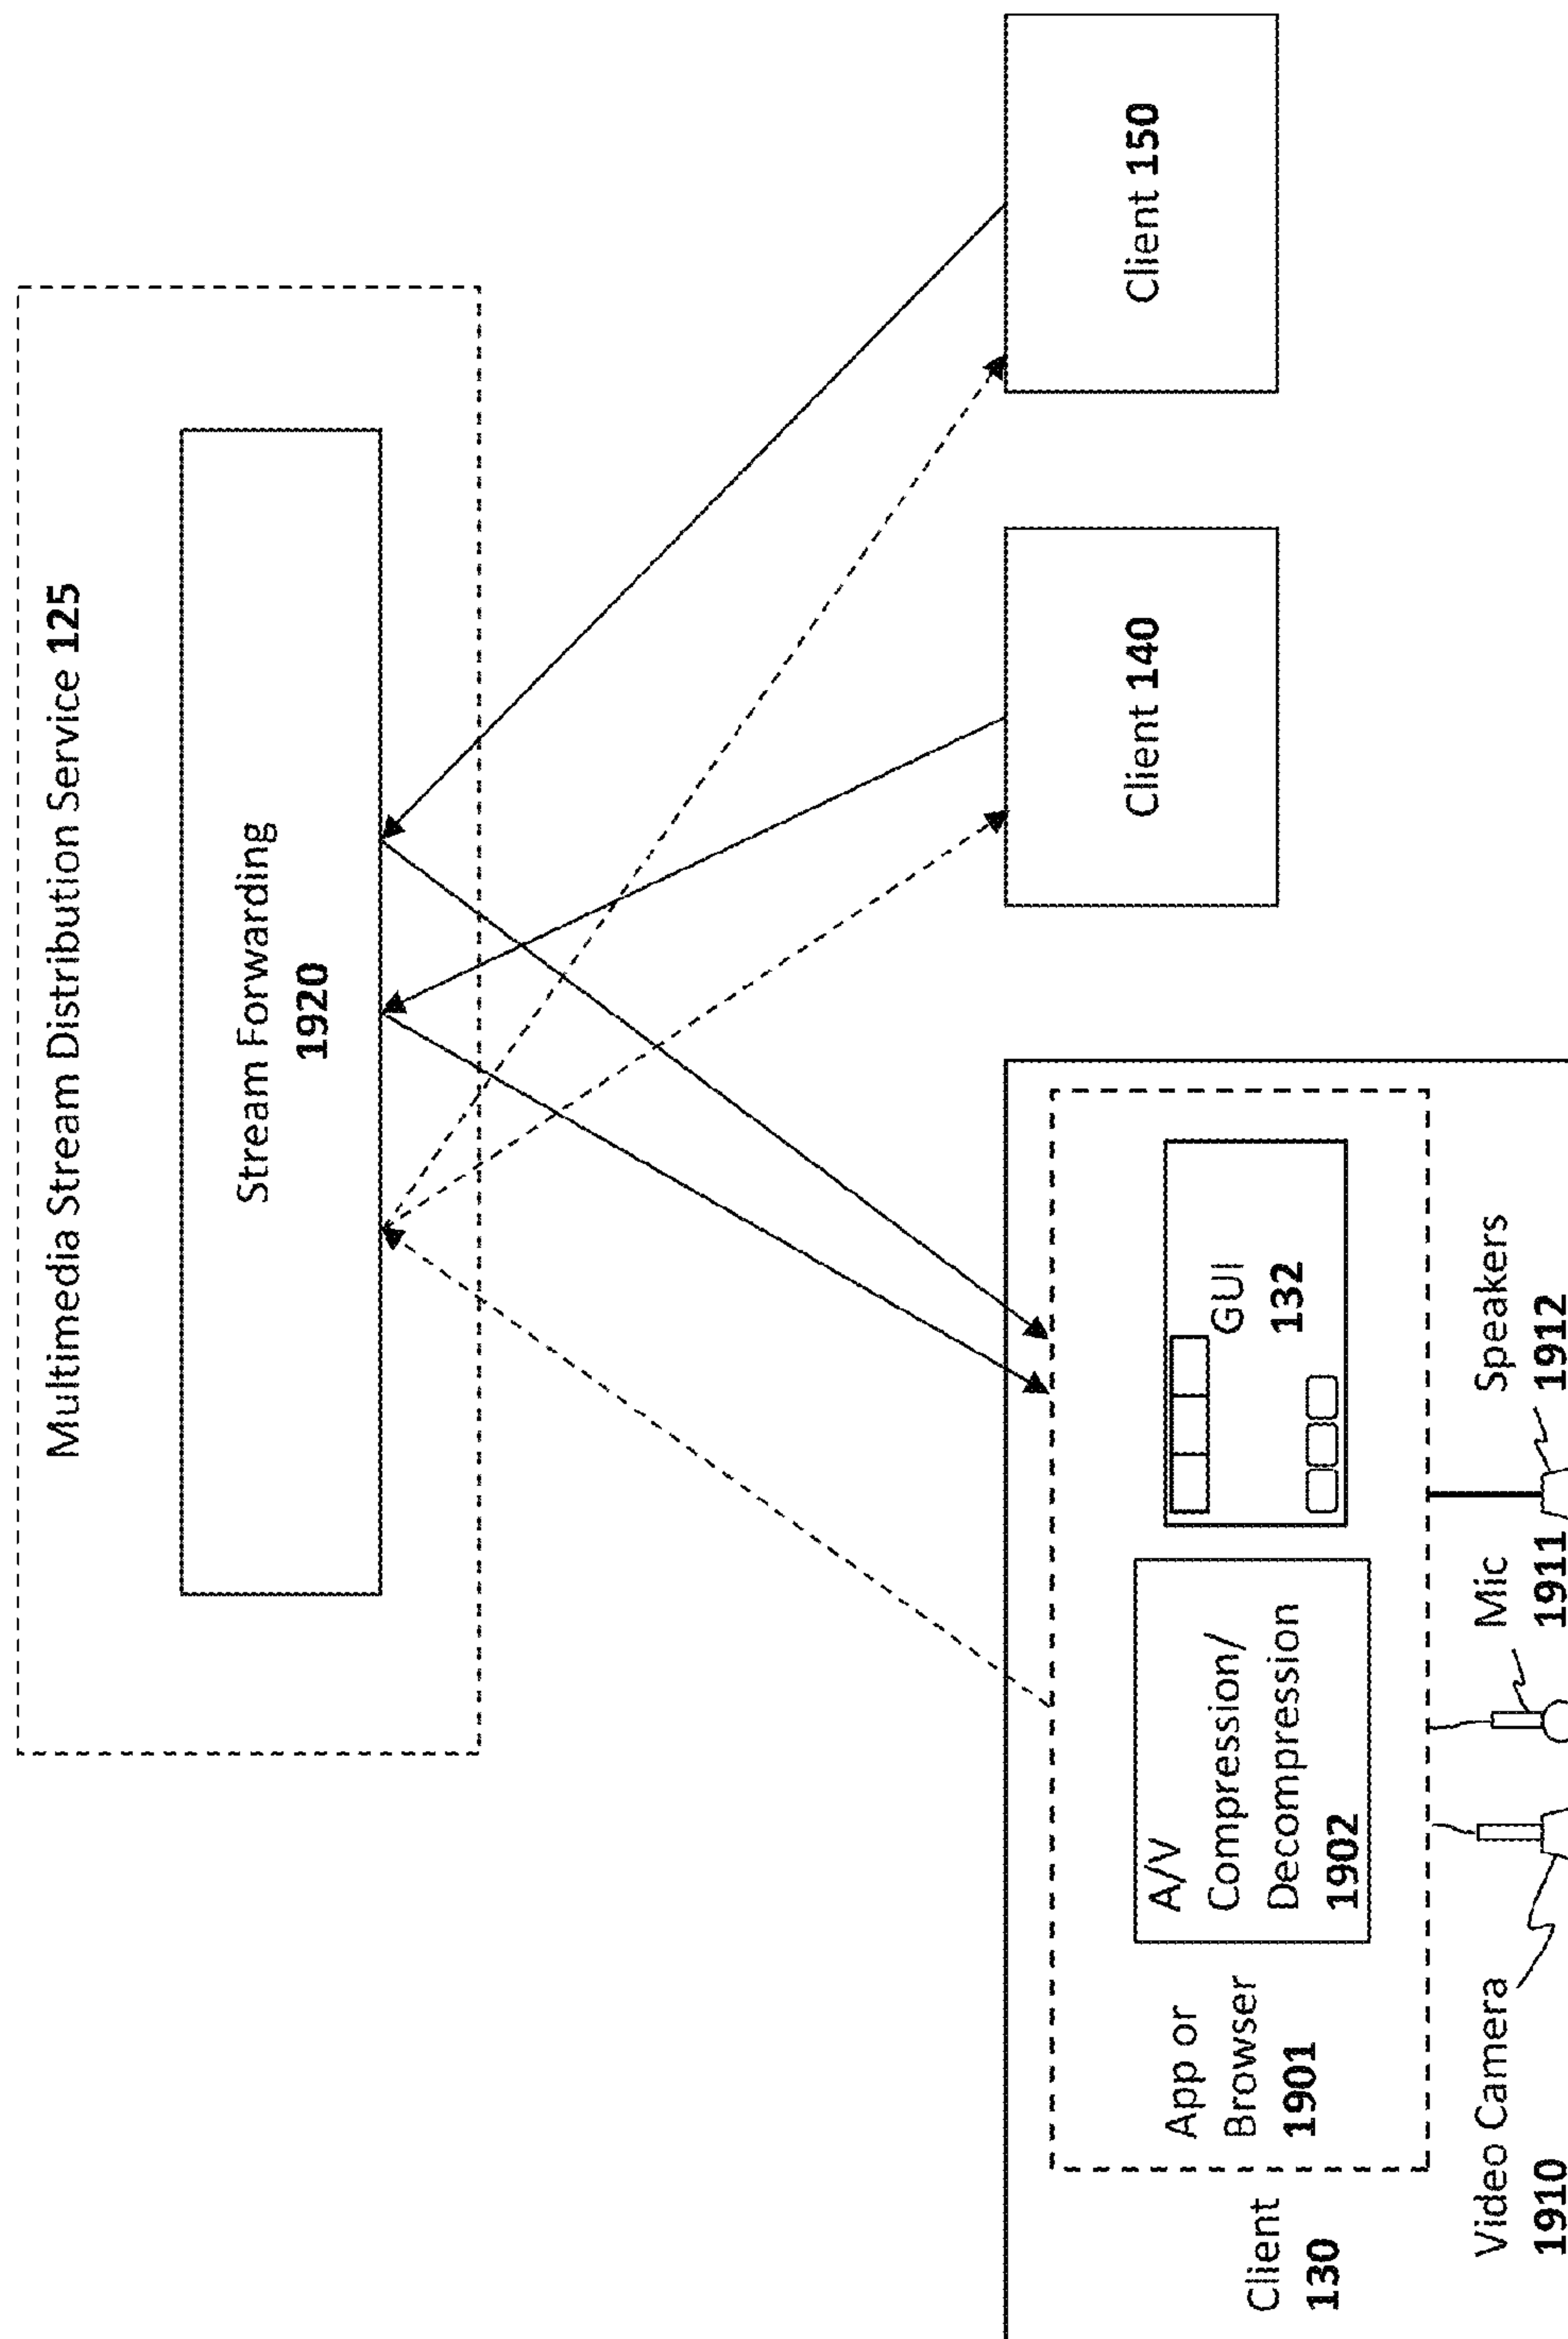 Multimedia Stream Distribution Service 125
Stream Forwarding
1920
Client 130
App or
Browser
1901
A/V
Compression/
Decompression
1902
GUI
132
Client 140
Client 150
Video Camera
1910
Mic
1911
Speakers
1912